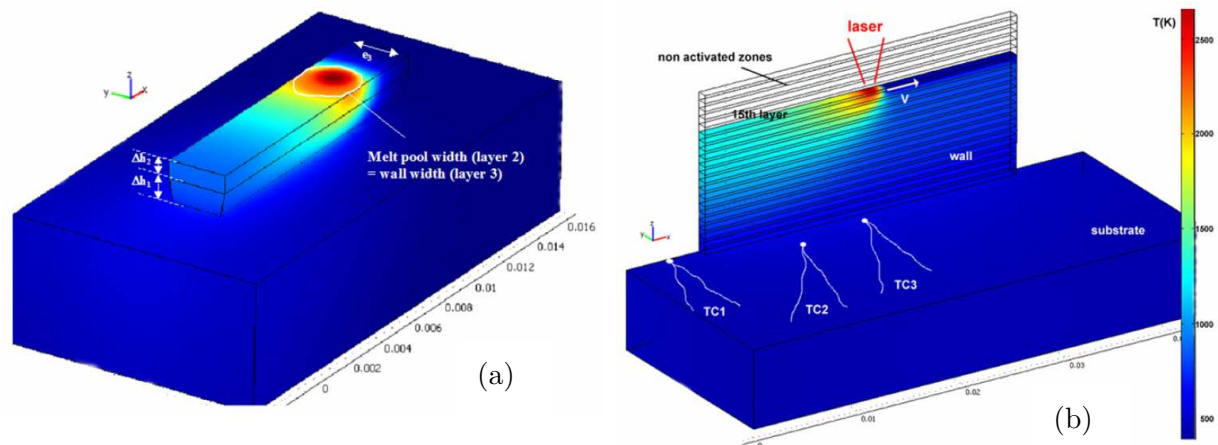 e₃
z
y
x
Δh₂
Δh₁
Melt pool width (layer 2)
= wall width (layer 3)
0
0.002
0.004
0.006
0.008
0.01
0.012
0.014
0.016
(a)
T(K)
laser
non activated zones
V
15th layer
wall
z
y
x
substrate
TC1
TC2
TC3
0.01
0.02
0.03
2500
2000
1500
1000
500
(b)